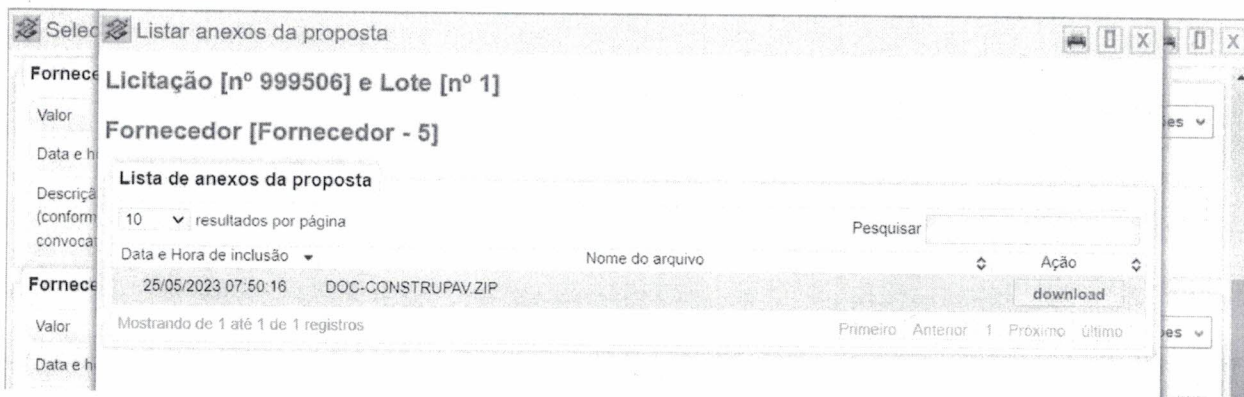 Selec
Listar anexos da proposta
X
X
Fornece
Licitação [nº 999506] e Lote [nº 1]
Valor
es
Fornecedor [Fornecedor - 5]
Data e h
Lista de anexos da proposta
Descriçã
(conform
convocat
10 resultados por página
Pesquisar
Data e Hora de inclusão
Nome do arquivo
Ação
Fornece
25/05/2023 07:50:16
DOC-CONSTRUPAV.ZIP
download
Valor
Mostrando de 1 até 1 de 1 registros
Primeiro Anterior 1 Próximo último
es
Data e h